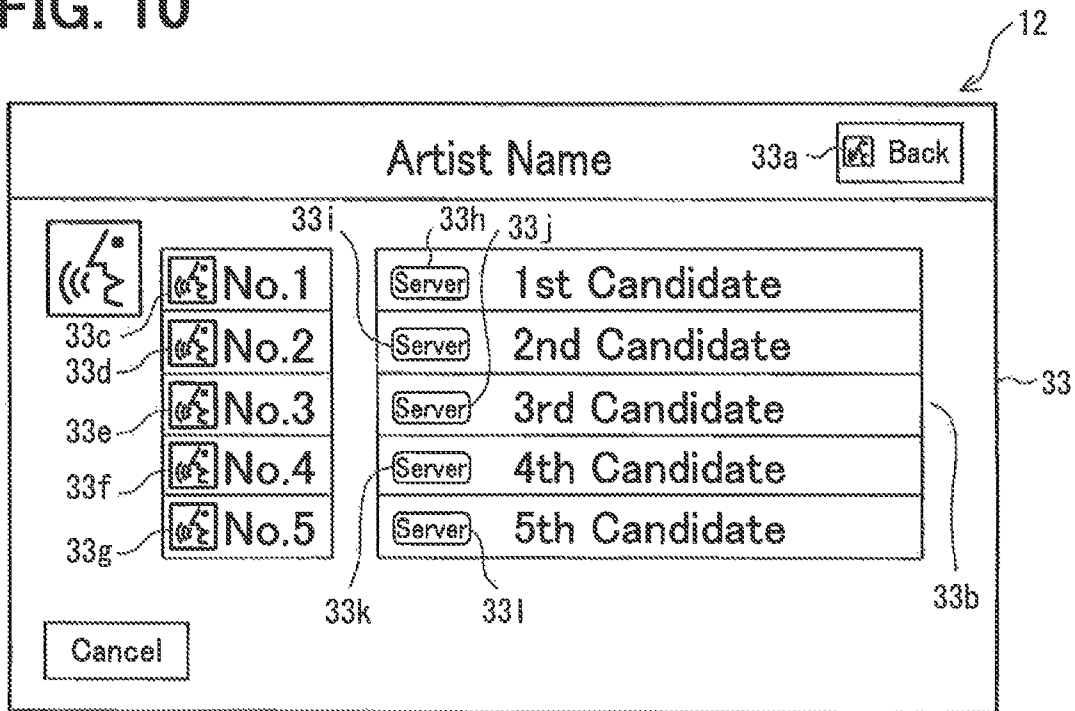 FIG. 10
12
Artist Name 33a Back
33i 33h 33j
33c No.1 Server 1st Candidate
33d No.2 Server 2nd Candidate
33e No.3 Server 3rd Candidate 33
33f No.4 Server 4th Candidate
33g No.5 Server 5th Candidate
33k 33l 33b
Cancel